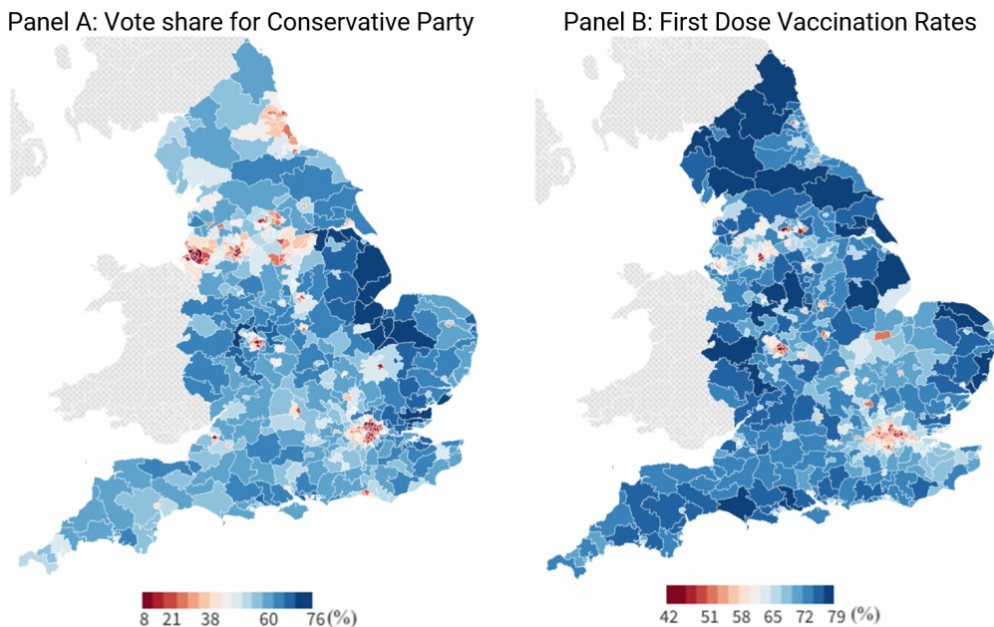 Panel A: Vote share for Conservative Party
Panel B: First Dose Vaccination Rates
8 21 38 60 76 (%)
42 51 58 65 72 79 (%)